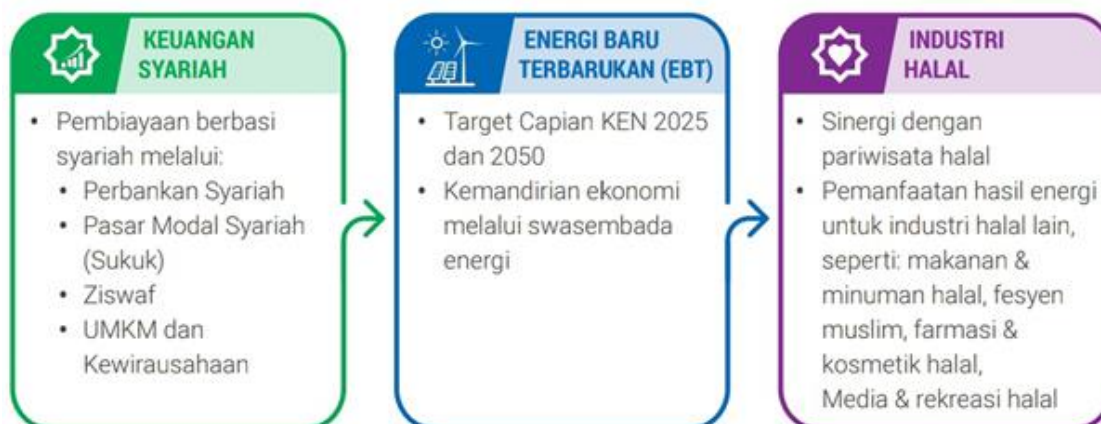 KEUANGAN
SYARIAH
• Pembiayaan berbasi
syariah melalui:
• Perbankan Syariah
• Pasar Modal Syariah
(Sukuk)
• Ziswaf
• UMKM dan
Kewirausahaan
ENERGI BARU
TERBARUKAN (EBT)
• Target Capian KEN 2025
dan 2050
• Kemandirian ekonomi
melalui swasembada
energi
INDUSTRI
HALAL
• Sinergi dengan
pariwisata halal
• Pemanfaatan hasil energi
untuk industri halal lain,
seperti: makanan &
minuman halal, fesyen
muslim, farmasi &
kosmetik halal,
Media & rekreasi halal